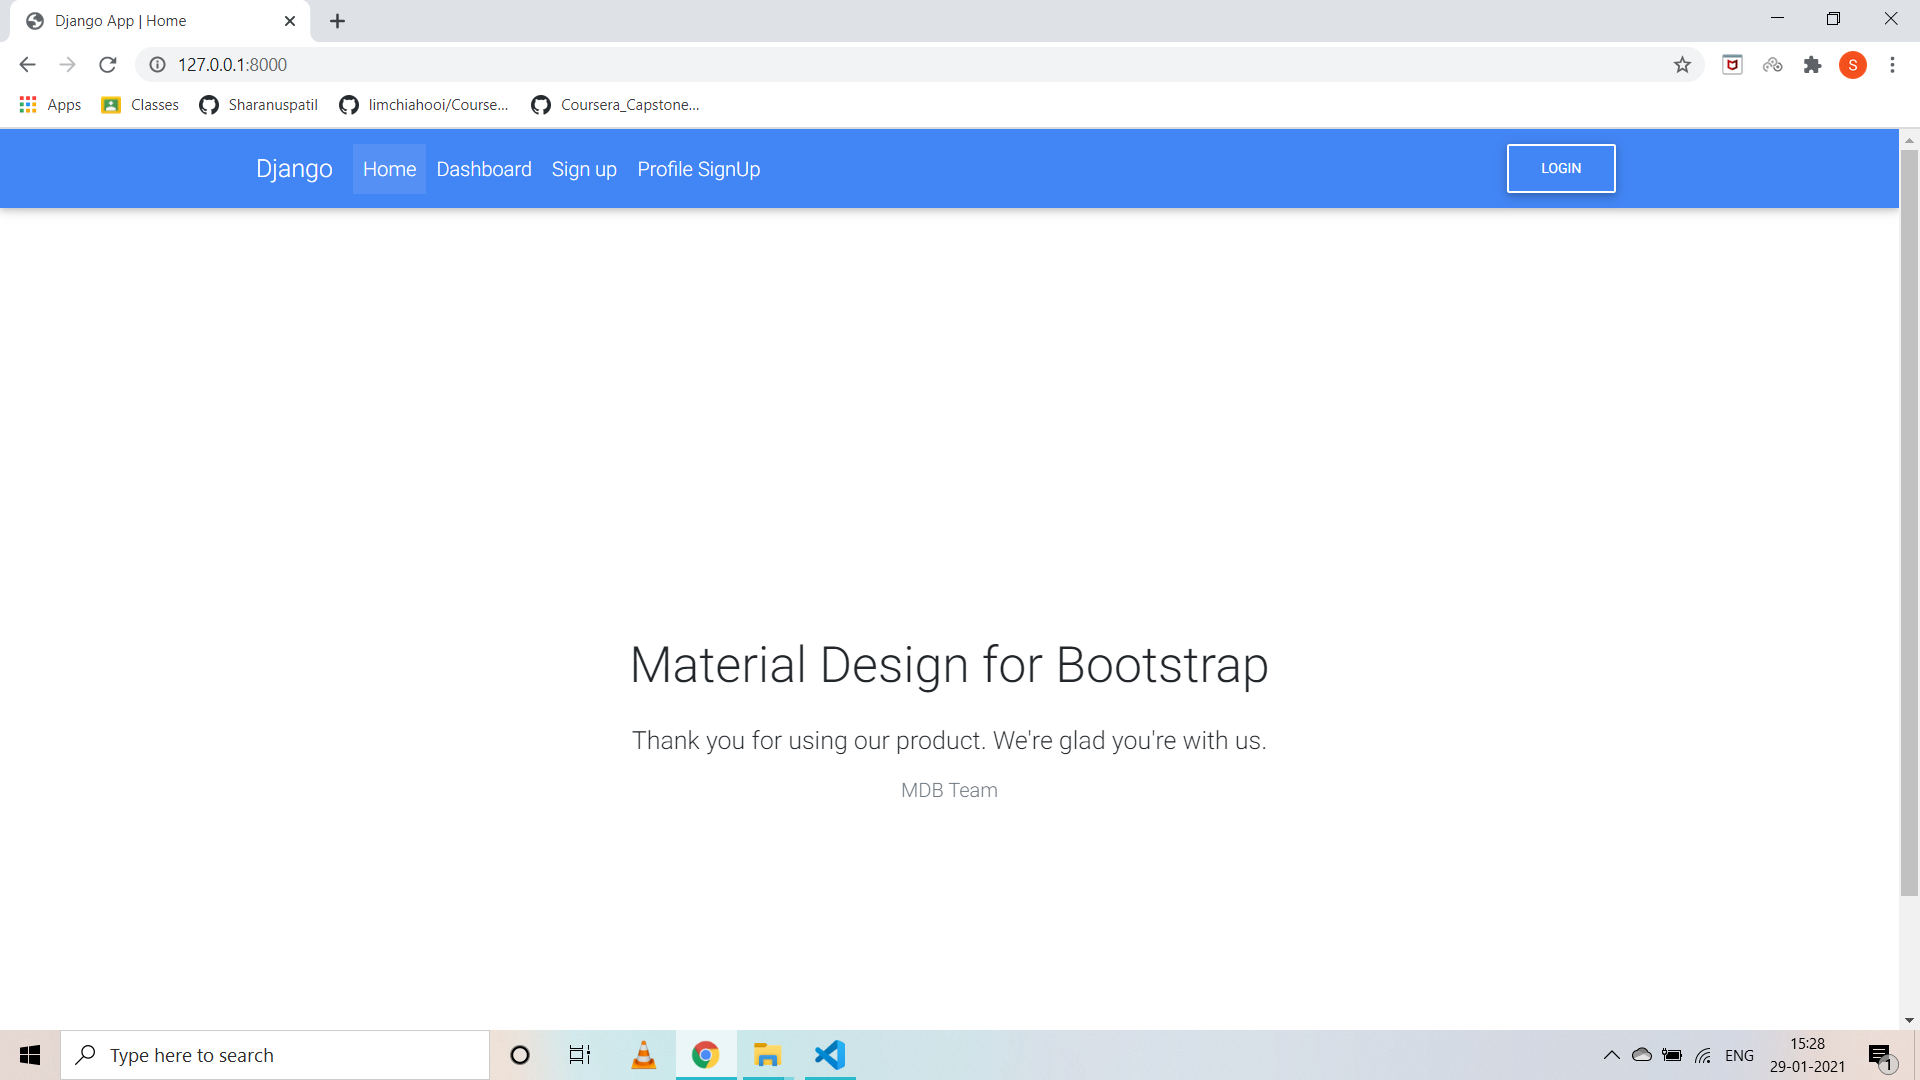 Django App | Home
127.0.0.1:8000
S
Apps Classes Sharanuspatil limchiahooi/Course... Coursera_Capstone...
Django Home Dashboard Sign up Profile SignUp LOGIN
Material Design for Bootstrap
Thank you for using our product. We're glad you're with us.
MDB Team
Type here to search
ENG
15:28
29-01-2021
1